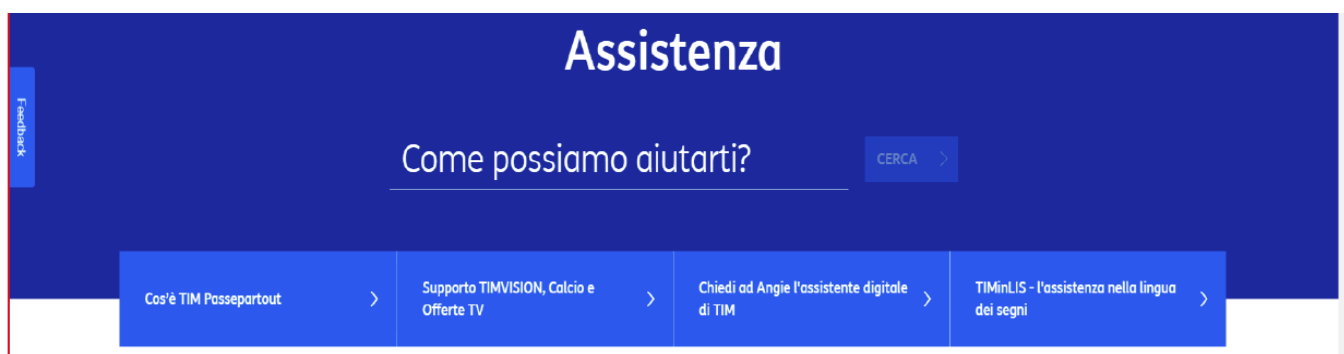 Assistenza
Feedback
Come possiamo aiutarti?
CERCA
Cos'è TIM Passepartout
Supporto TIMVISION, Calcio e
Offerte TV
Chiedi ad Angie l'assistente digitale
di TIM
TIMinLIS - l'assistenza nella lingua
dei segni